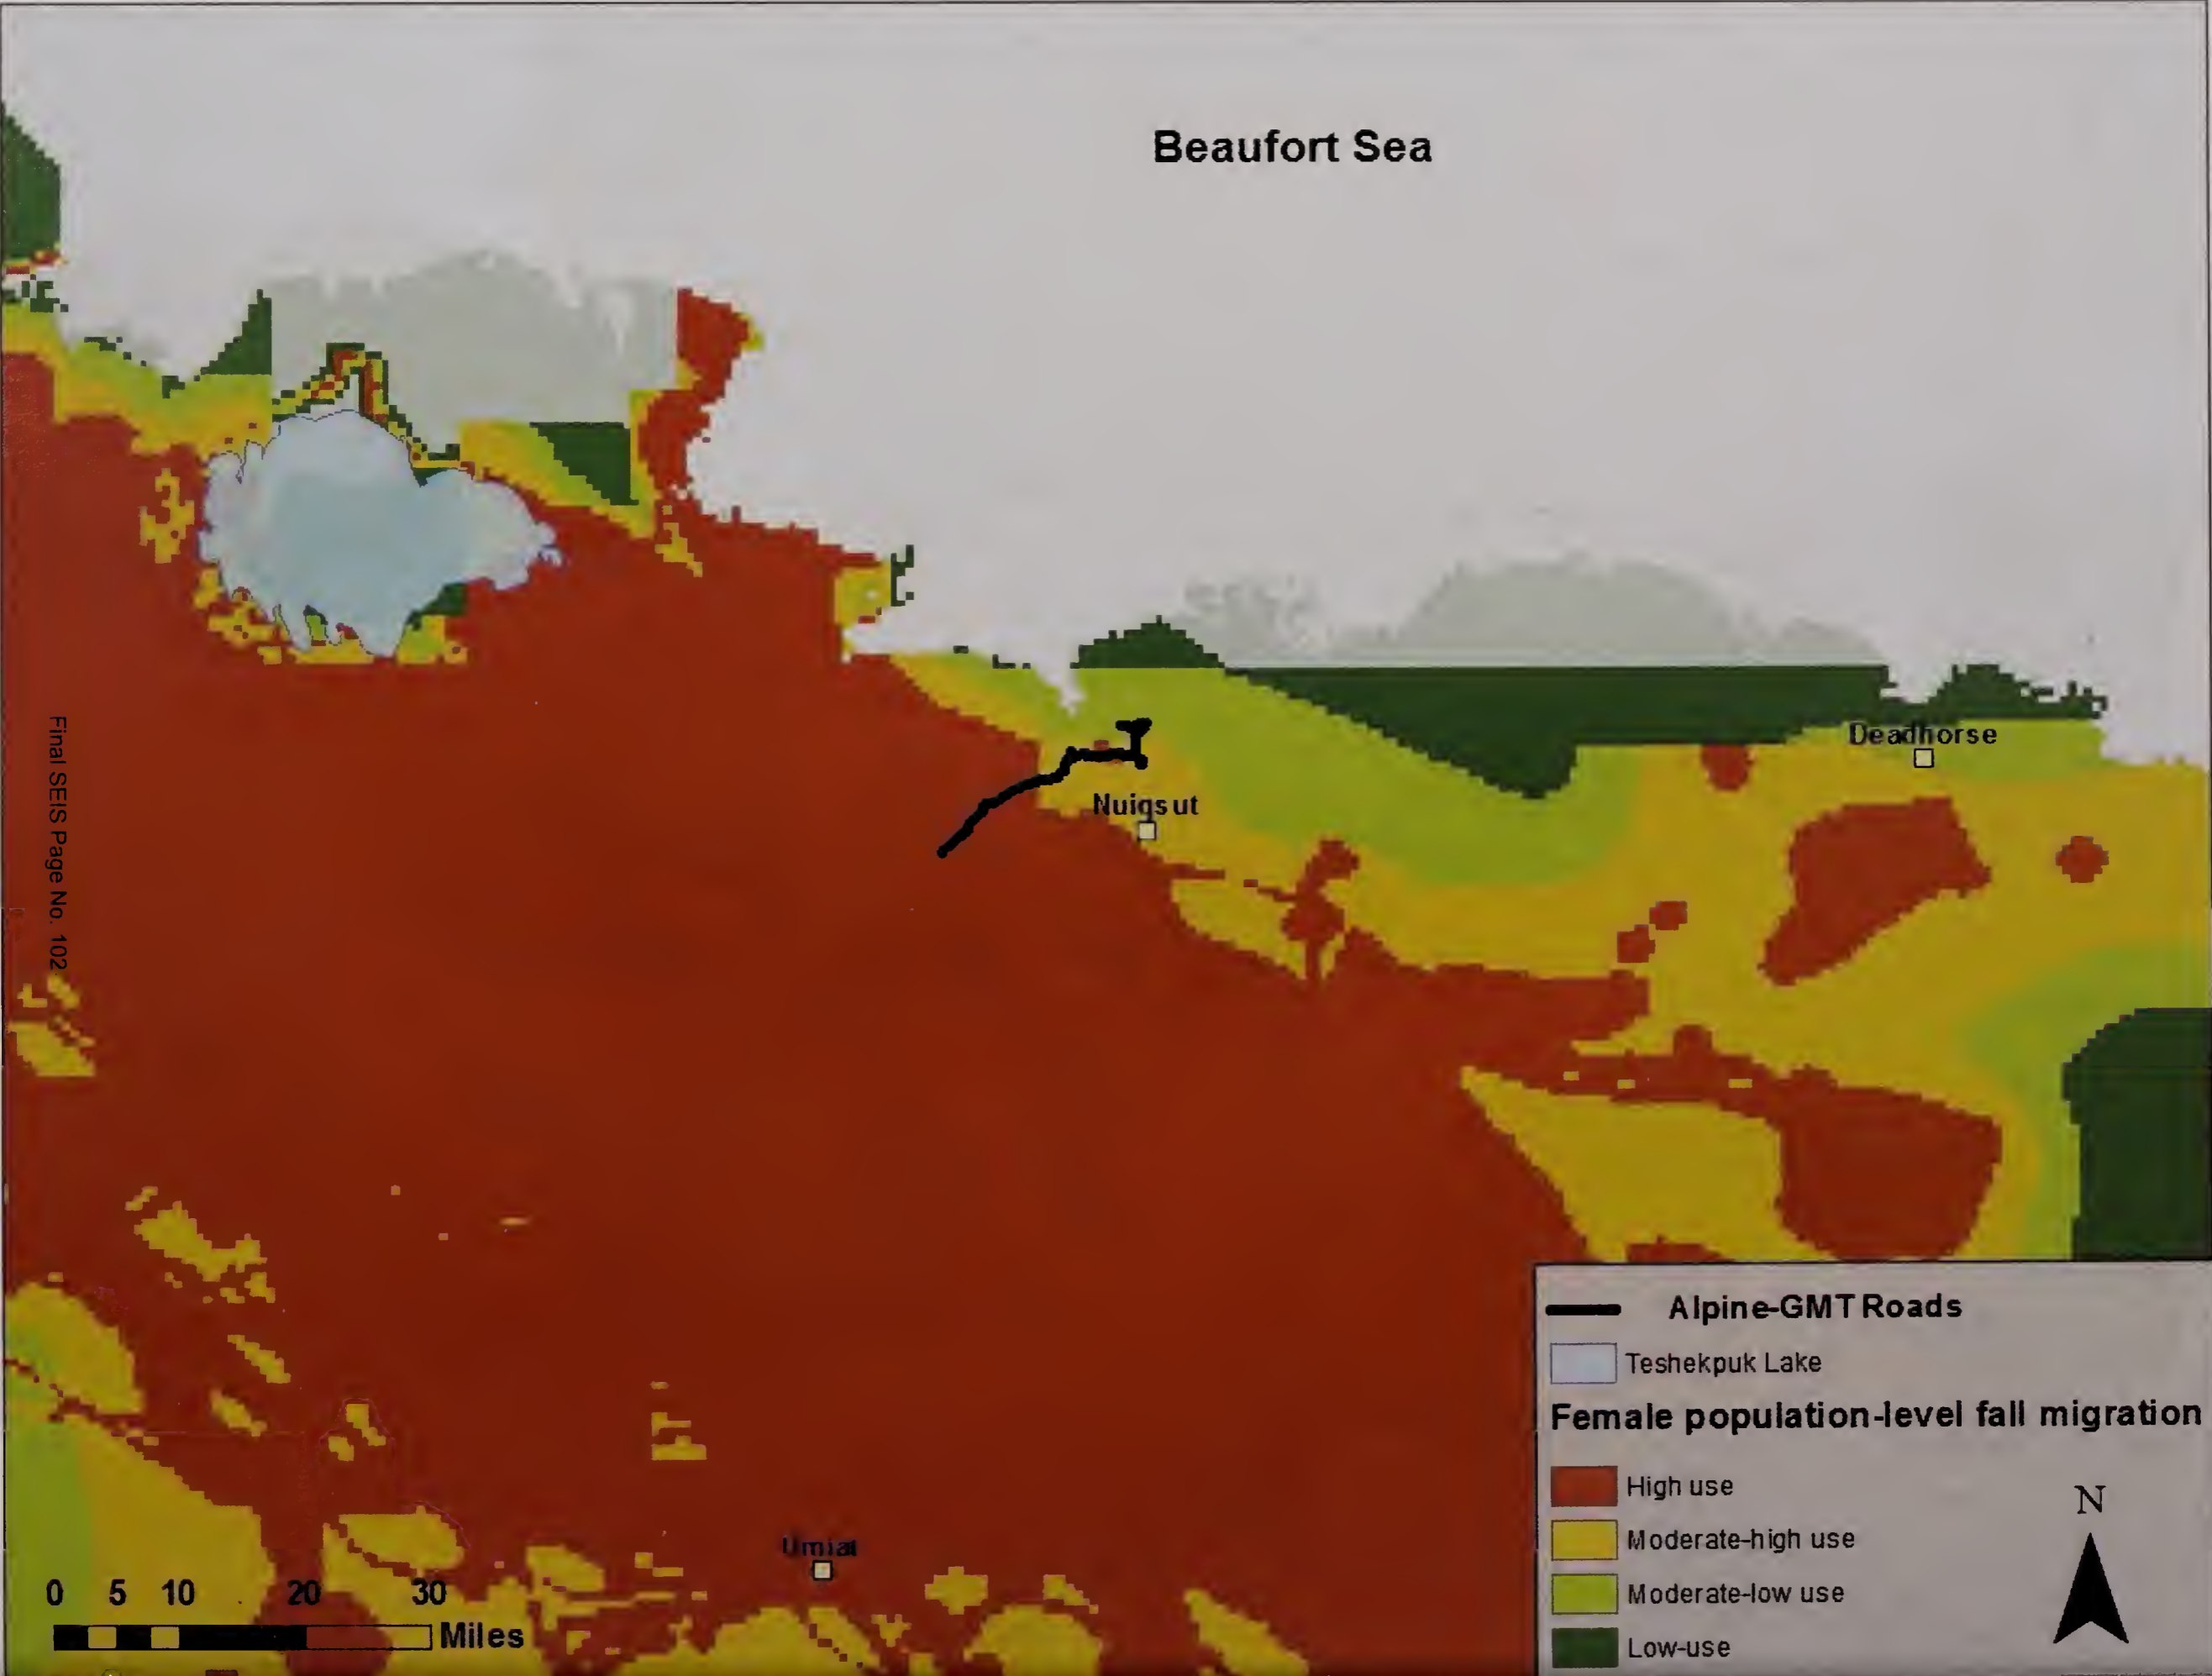 Beaufort Sea
Deadhorse
Nuiqsut
Final SEIS Page No. 102
Umiat
0 5 10 20 30
Miles
Alpine-GMT Roads
Teshekpuk Lake
Female population-level fall migration
High use
Moderate-high use
Moderate-low use
Low-use
N